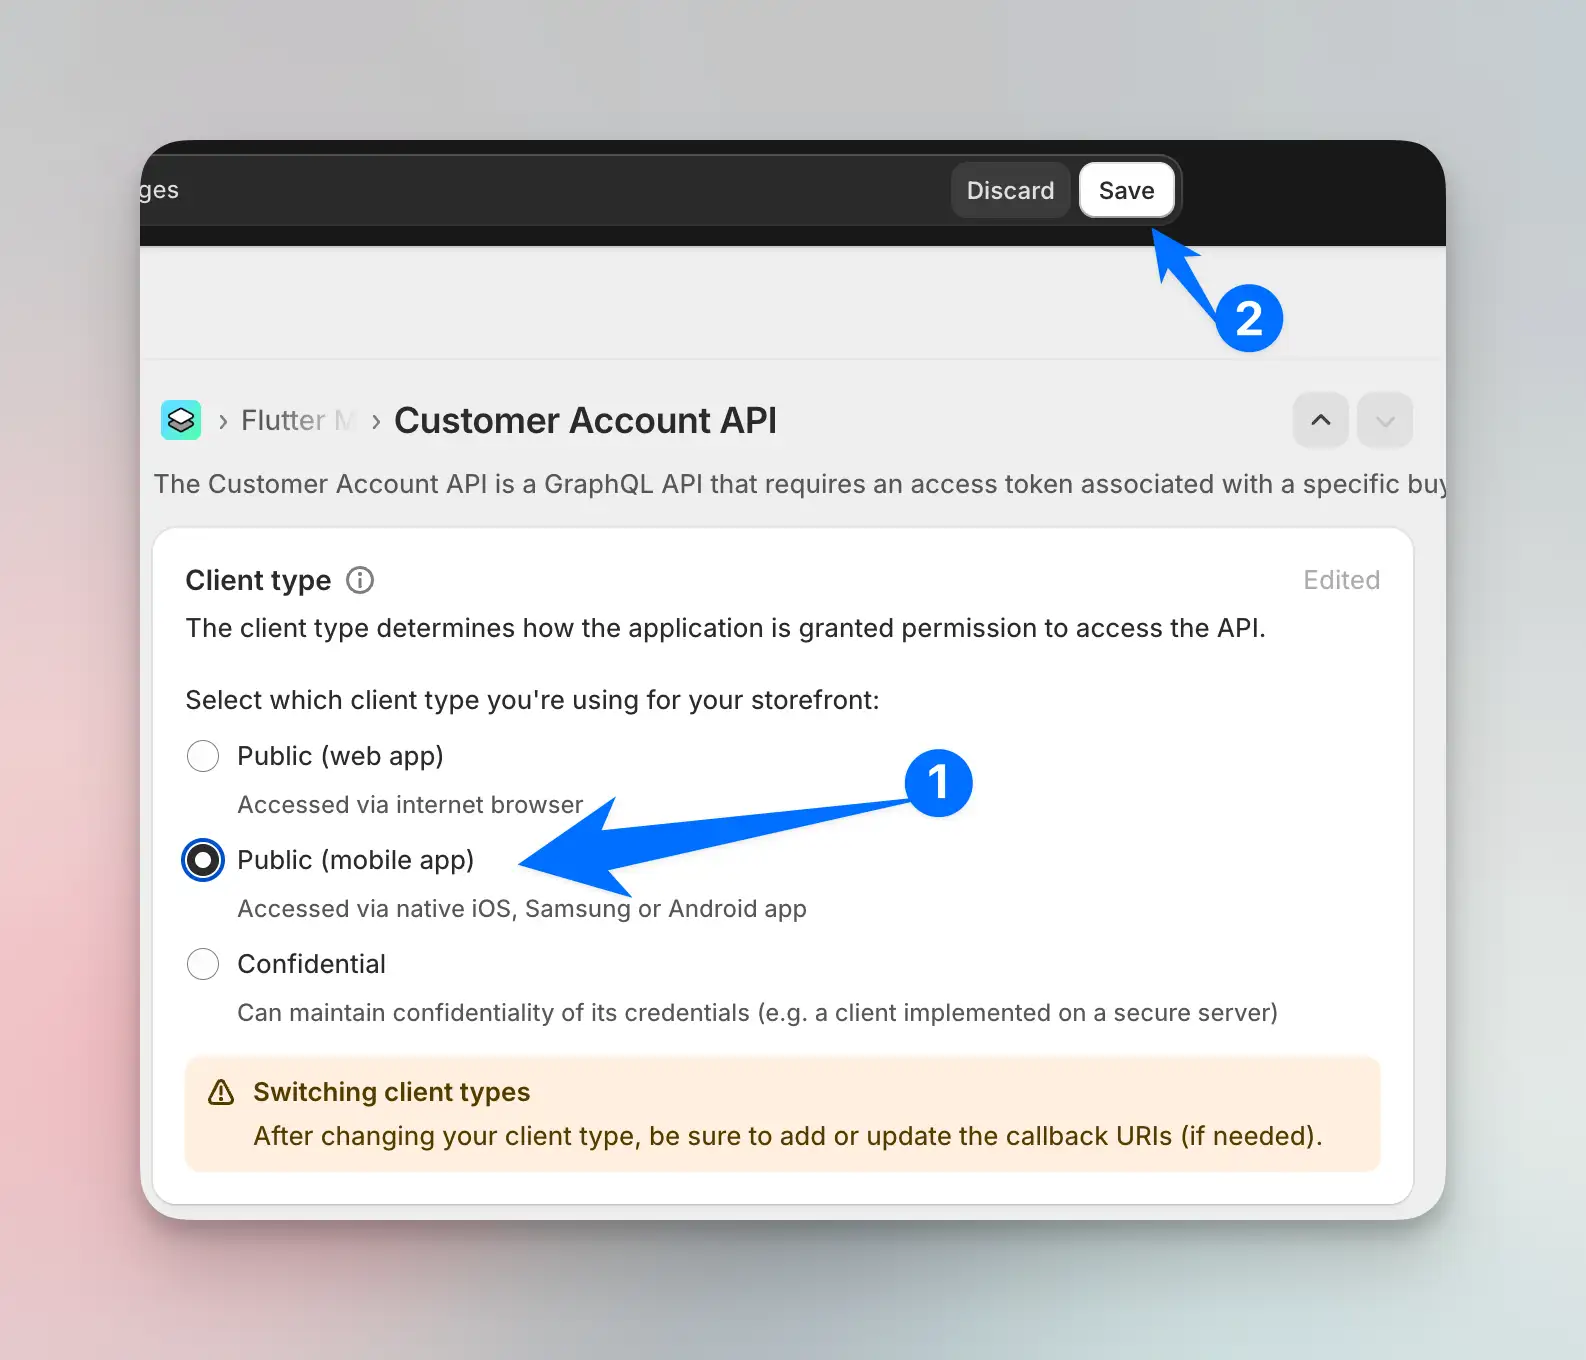 ges
Discard
Save
2
Flutter M
Customer Account API
The Customer Account API is a GraphQL API that requires an access token associated with a specific buy
Client type
Edited
The client type determines how the application is granted permission to access the API.
Select which client type you're using for your storefront:
Public (web app)
Accessed via internet browser
1
Public (mobile app)
Accessed via native iOS, Samsung or Android app
Confidential
Can maintain confidentiality of its credentials (e.g. a client implemented on a secure server)
Switching client types
After changing your client type, be sure to add or update the callback URIs (if needed).